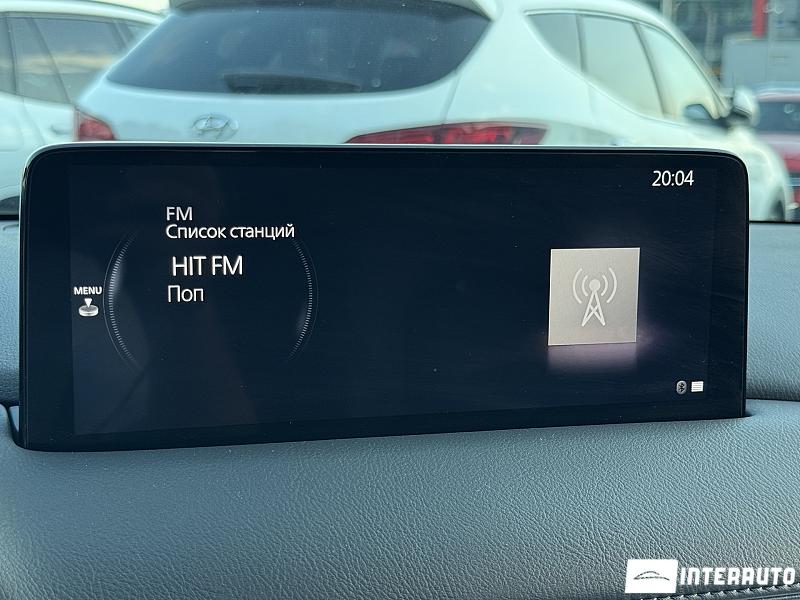 20:04
FM
Список станций
HIT FM
Поп
MENU
INTERAUTO